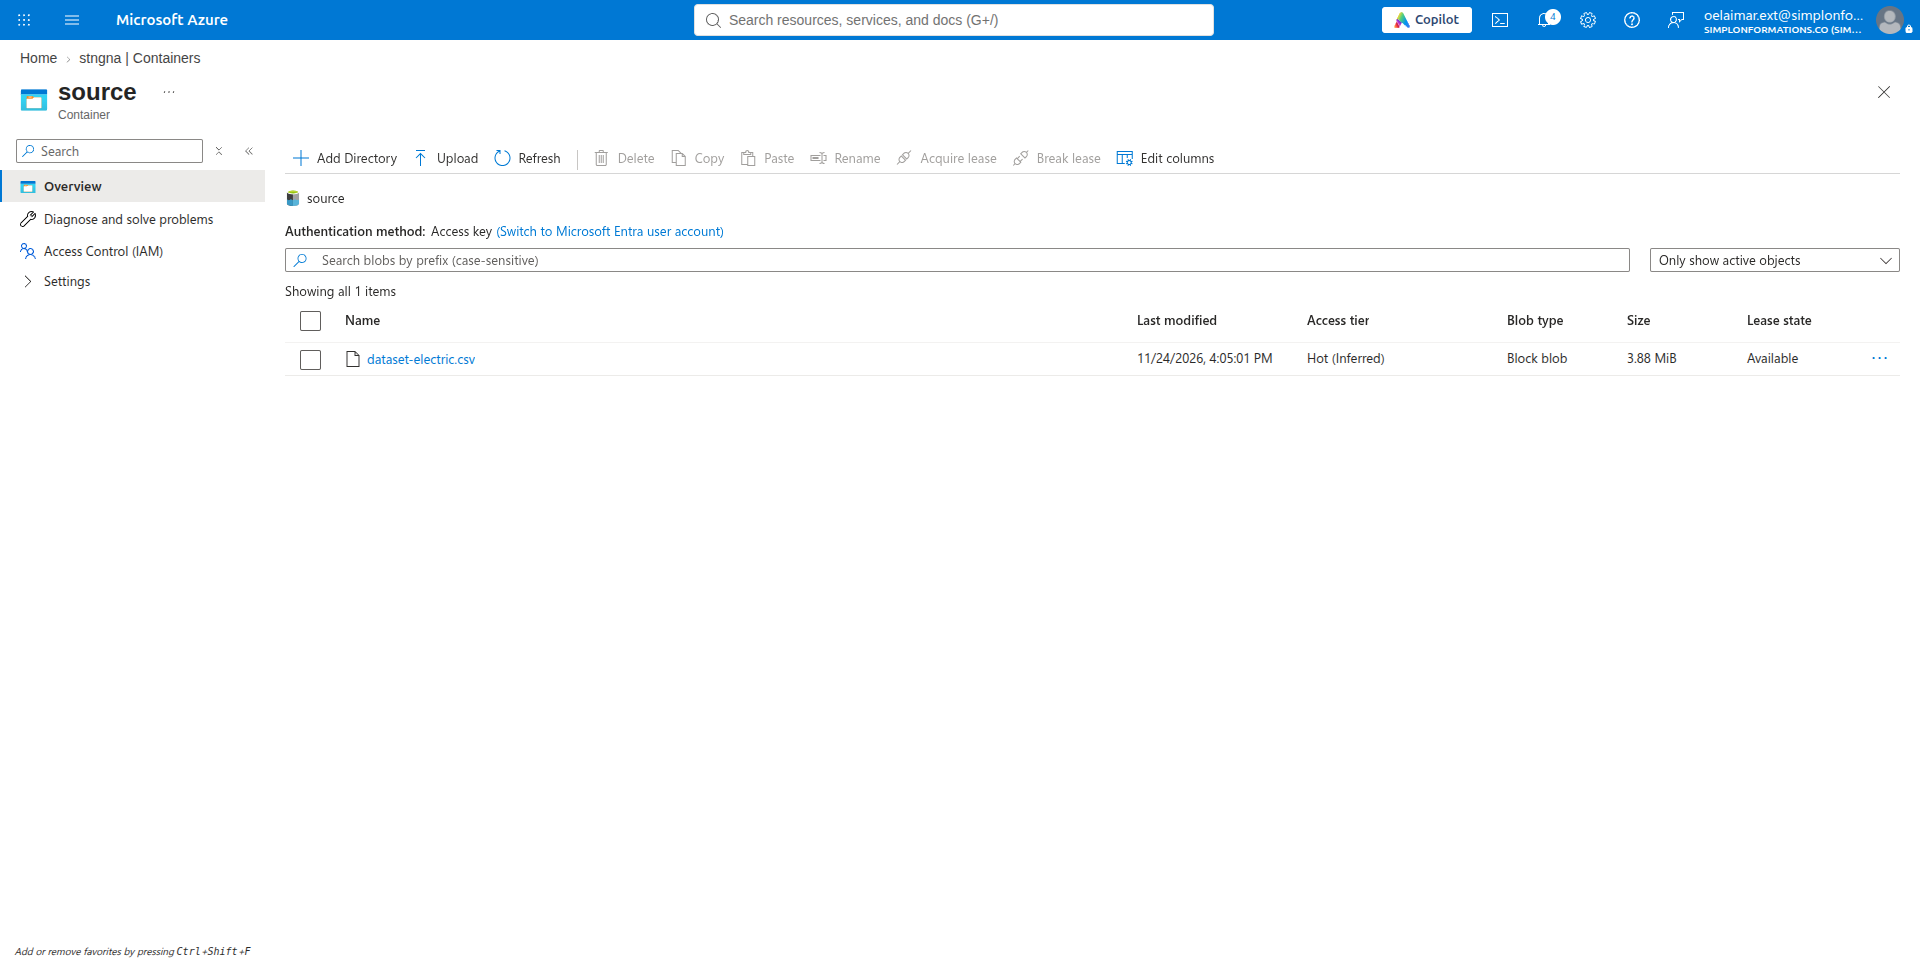 Microsoft Azure
Search resources, services, and docs (G+/)
Copilot
4
oelaimar.ext@simplonfo...
SIMPLONFORMATIONS.CO (SIM...
Home > stngna | Containers
source ...
Container
Search
Overview
Diagnose and solve problems
Access Control (IAM)
Settings
Add Directory Upload Refresh Delete Copy Paste Rename Acquire lease Break lease Edit columns
source
Authentication method: Access key (Switch to Microsoft Entra user account)
Search blobs by prefix (case-sensitive)
Only show active objects
Showing all 1 items
Name Last modified Access tier Blob type Size Lease state
dataset-electric.csv 11/24/2026, 4:05:01 PM Hot (Inferred) Block blob 3.88 MiB Available ...
Add or remove favorites by pressing Ctrl+Shift+F